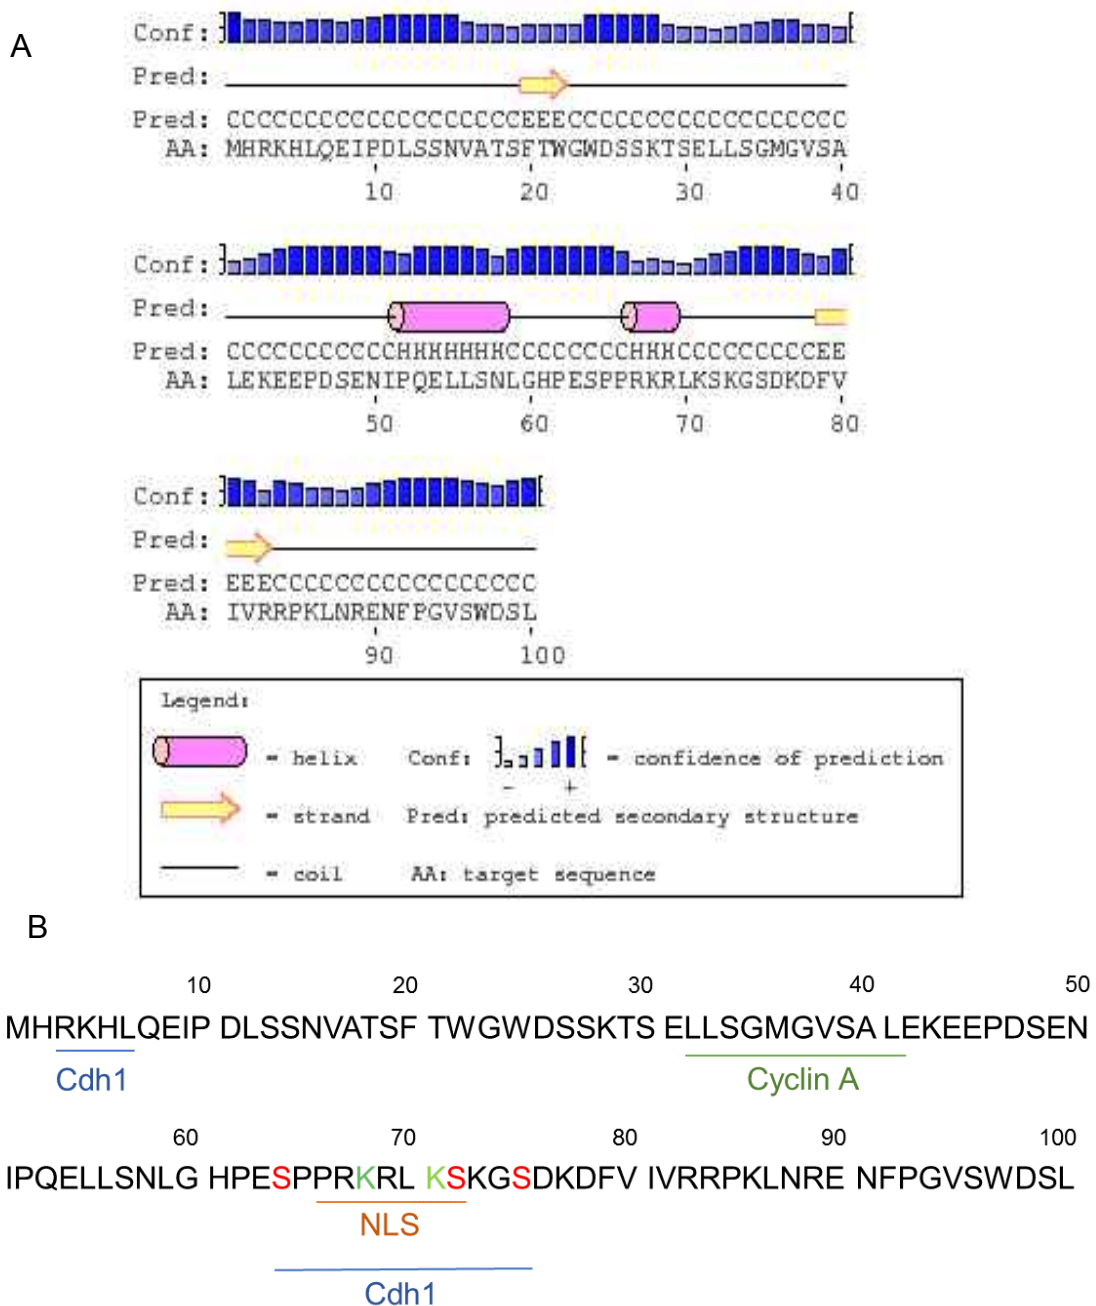 A
Conf:
Pred:
Pred: CCCCCCCCCCCCCCCCCCCEEECCCCCCCCCCCCCCCCCC
AA: MHRKHLQEIPDLSSNVATSFTWGWDSSKTSELLSGMGVSA
10 20 30 40
Conf:
Pred:
Pred: CCCCCCCCCCCHHHHHHHCCCCCCCCHHHCCCCCCCCCEE
AA: LEKEEPDSENIPQELLSNLGHPESPPRKRLKSKGSDKDFV
50 60 70 80
Conf:
Pred:
Pred: EEECCCCCCCCCCCCCCCCC
AA: IVRRPKLNRENFPGVSWDSL
90 100
Legend:
= helix Conf: = confidence of prediction
- +
= strand Pred: predicted secondary structure
= coil AA: target sequence
B
10 20 30 40 50
MHRKHLQEIP DLSSNVATSF TWGWDSSKTS ELLSGMGVSA LEKEEPDSEN
Cdh1 Cyclin A
60 70 80 90 100
IPQELLSNLG HPESPPRKRL KSKGSDKDFV IVRRPKLNRE NFPGVSWDSL
NLS
Cdh1